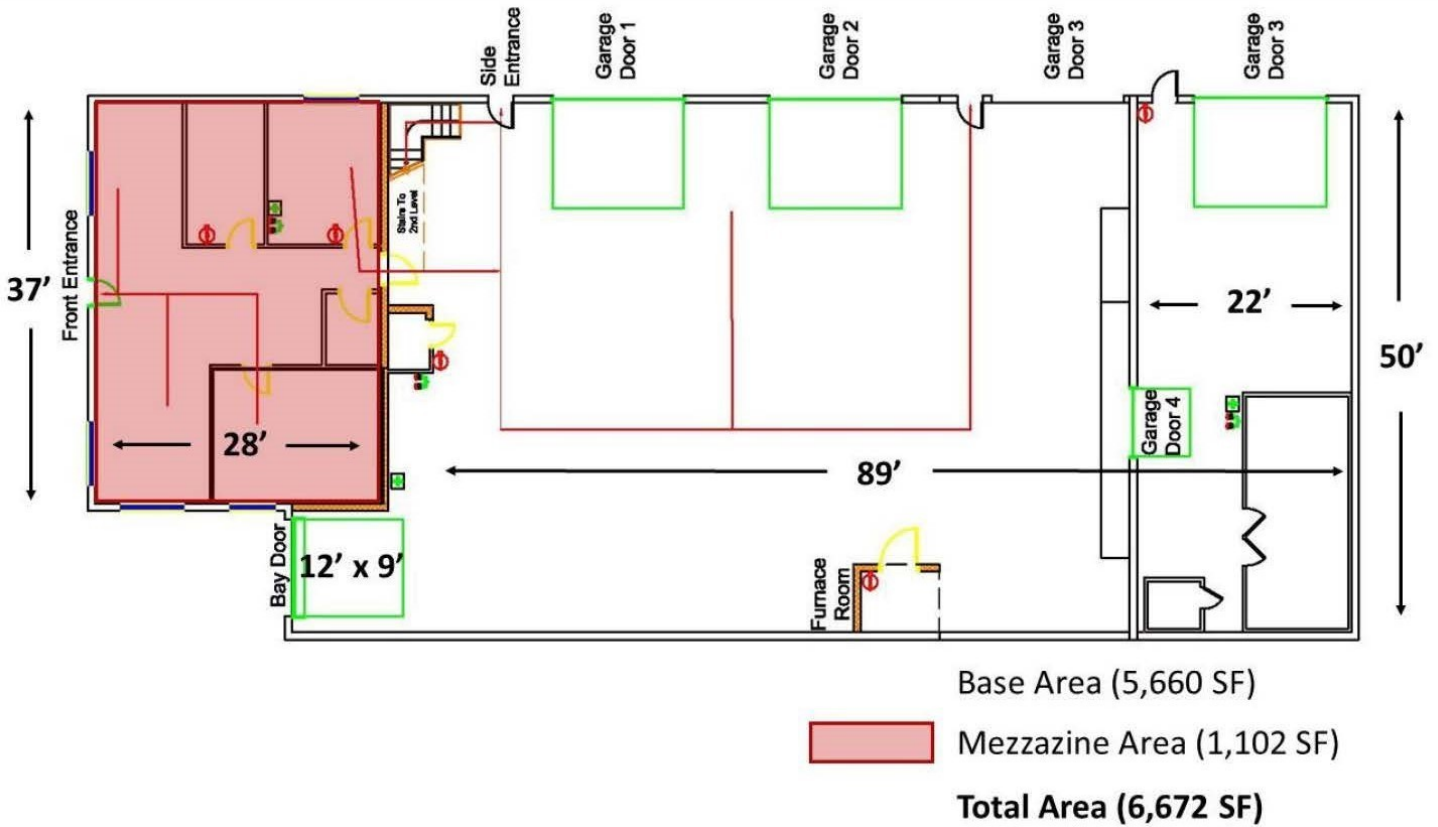 Side
Entrance
Garage
Door 1
Garage
Door 2
Garage
Door 3
Garage
Door 3
37’
Front Entrance
Stairs To
2nd Level
22’
50’
Garage
Door 4
28’
89’
Bay Door
12’ x 9’
Furnace
Room
Base Area (5,660 SF)
Mezzazine Area (1,102 SF)
Total Area (6,672 SF)